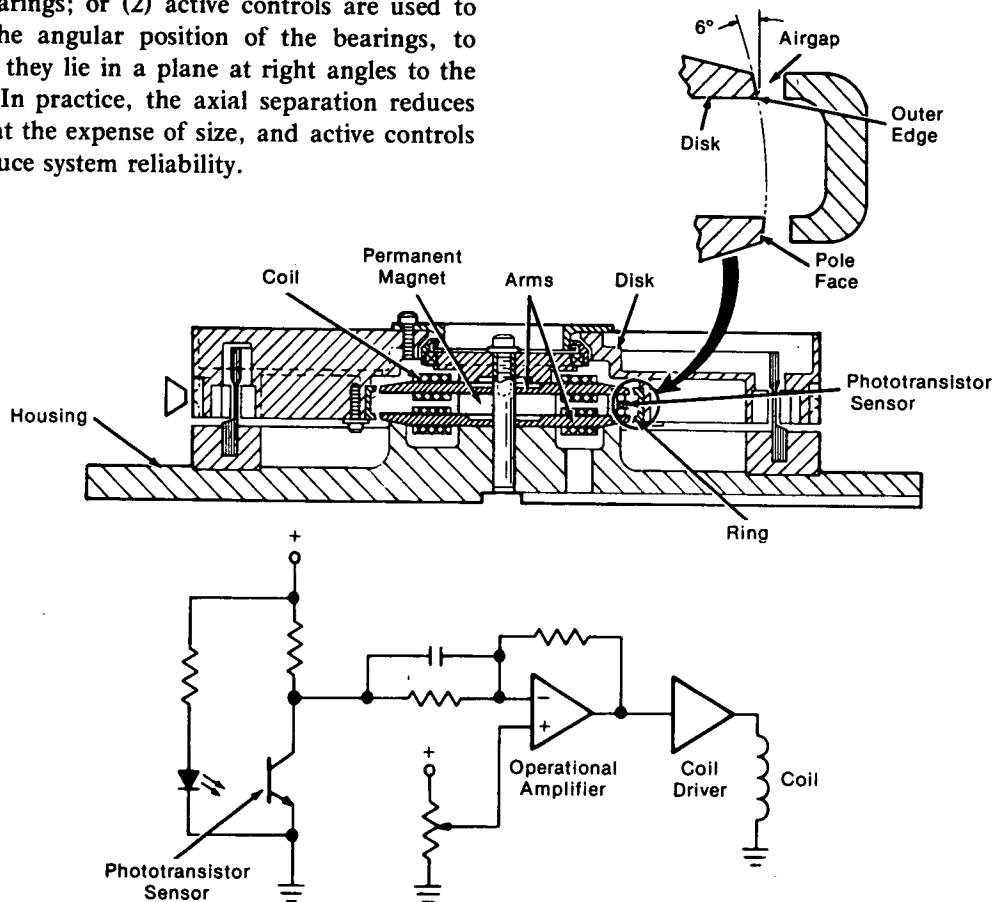 arings; or (2) active controls are used to
he angular position of the bearings, to
they lie in a plane at right angles to the
In practice, the axial separation reduces
at the expense of size, and active controls
uce system reliability.
6°
Airgap
Disk
Outer
Edge
Pole
Face
Coil
Permanent
Magnet
Arms
Disk
Phototransistor
Sensor
Housing
Ring
+
+
−
+
Operational
Amplifier
Coil
Driver
Coil
Phototransistor
Sensor